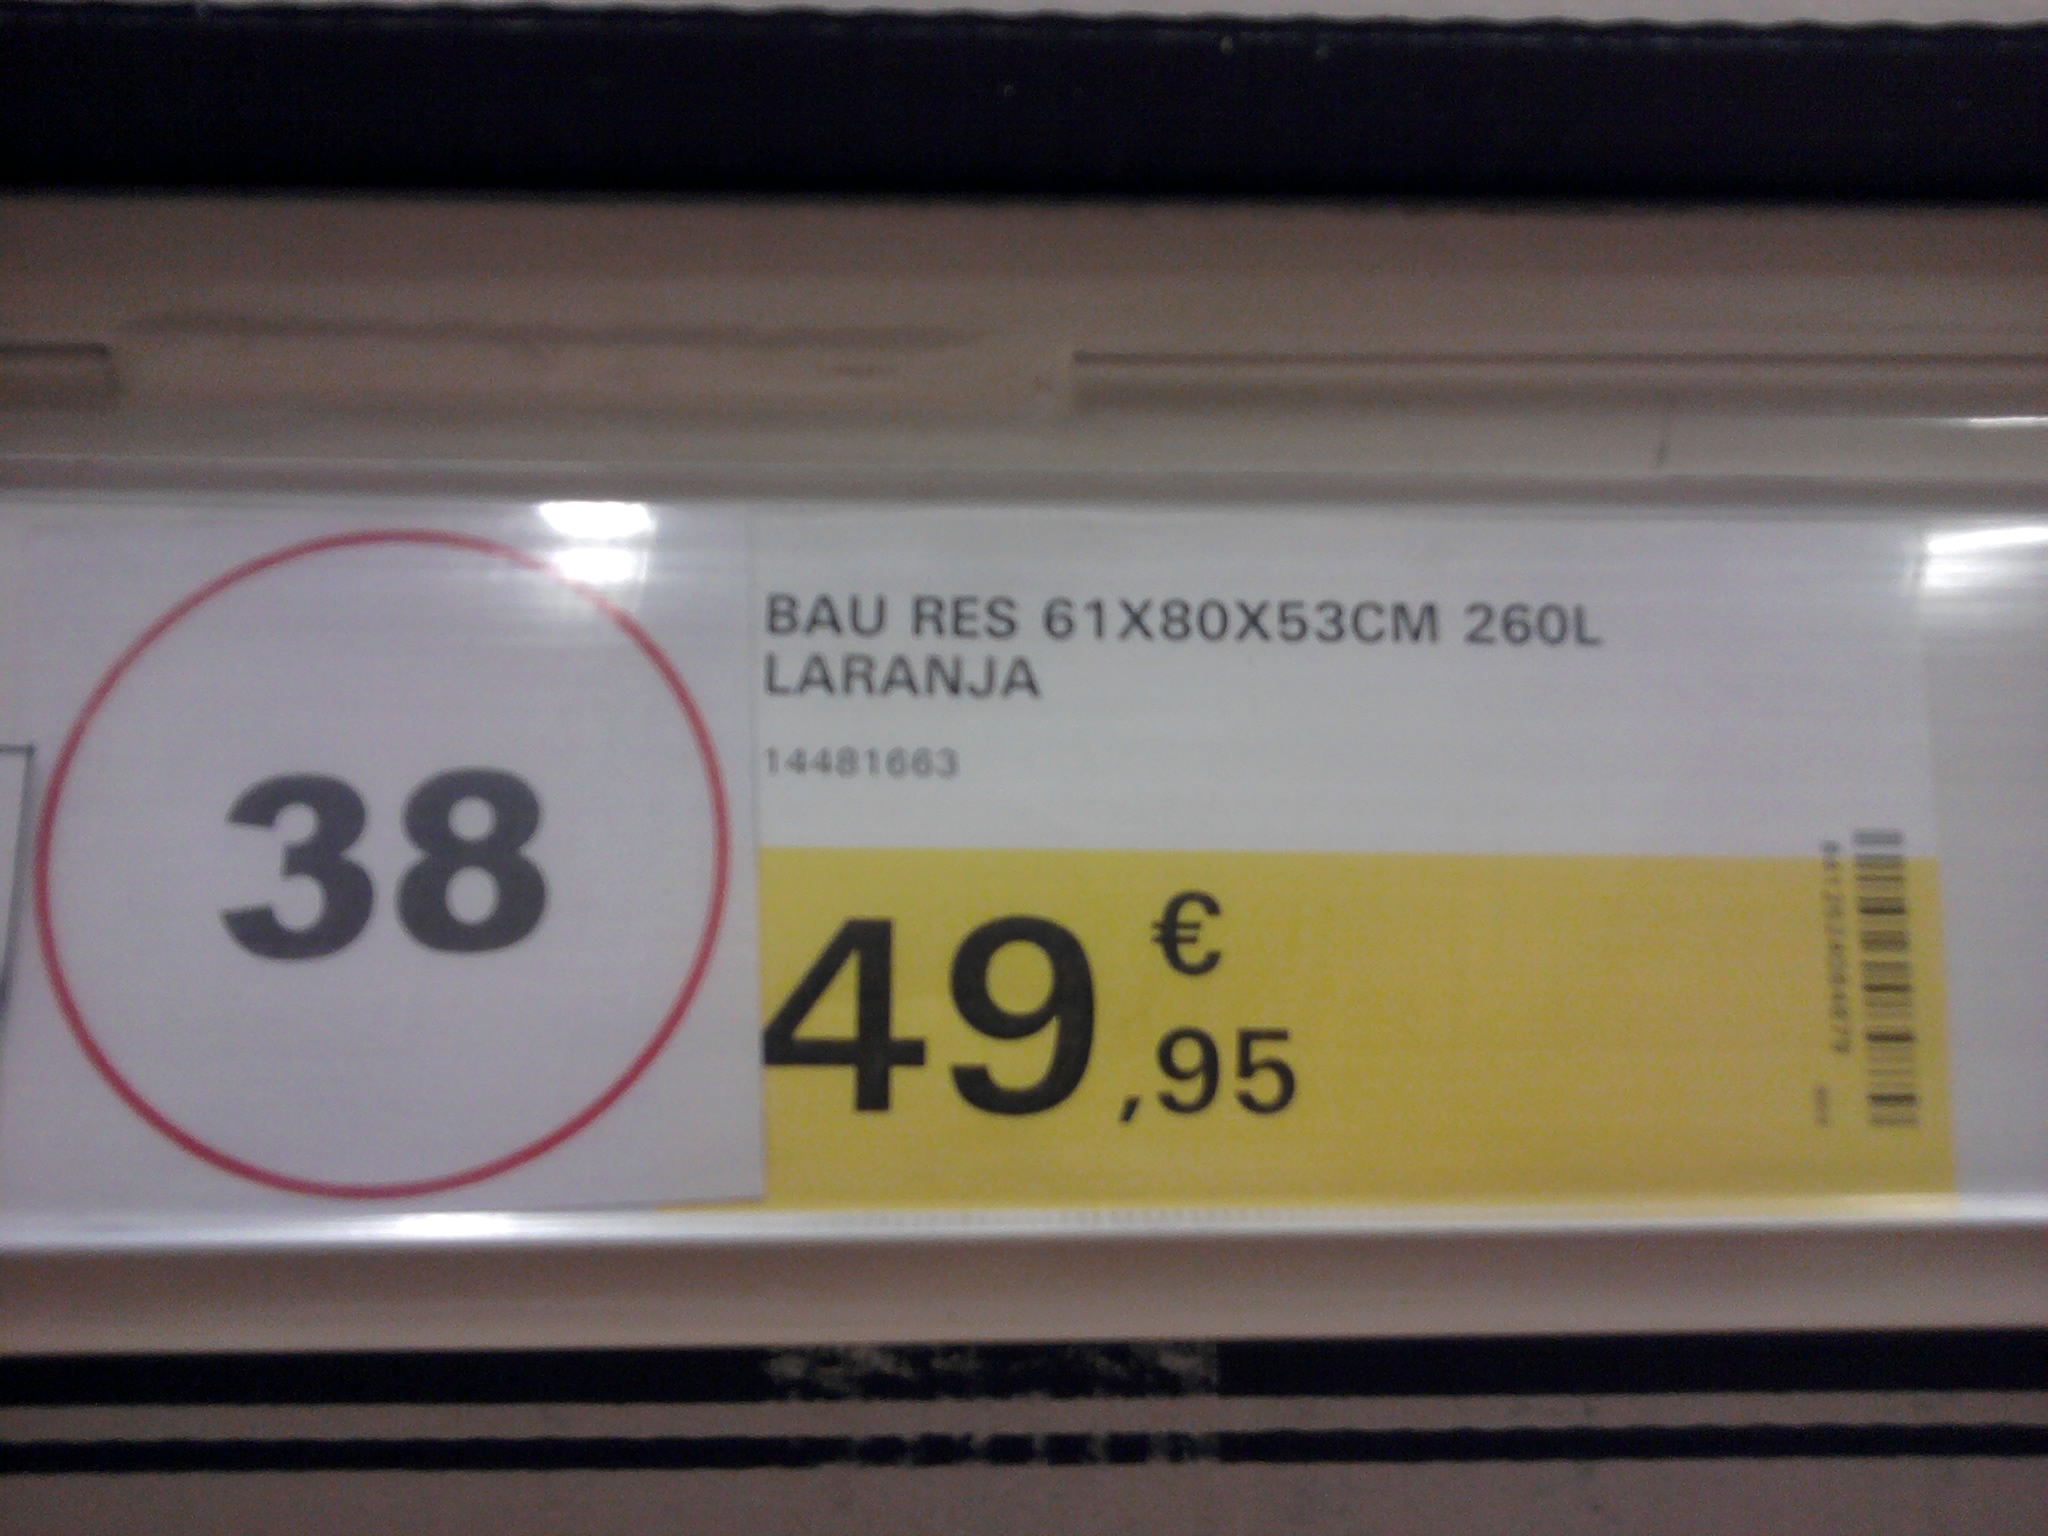 38
BAU RES 61X80X53CM 260L
LARANJA
14481663
49,95 €